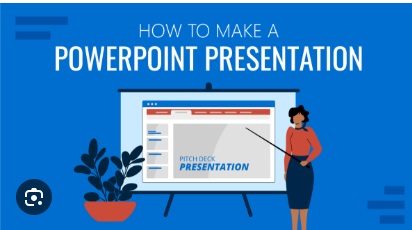 HOW TO MAKE A
POWERPOINT PRESENTATION
PITCH DECK
PRESENTATION